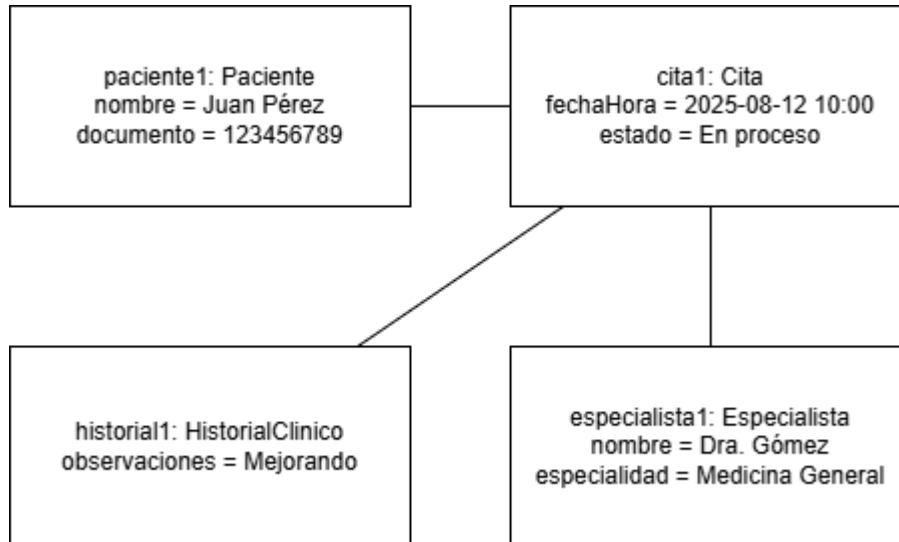 paciente1: Paciente
nombre = Juan Pérez
documento = 123456789
cita1: Cita
fechaHora = 2025-08-12 10:00
estado = En proceso
historial1: HistorialClinico
observaciones = Mejorando
especialista1: Especialista
nombre = Dra. Gómez
especialidad = Medicina General